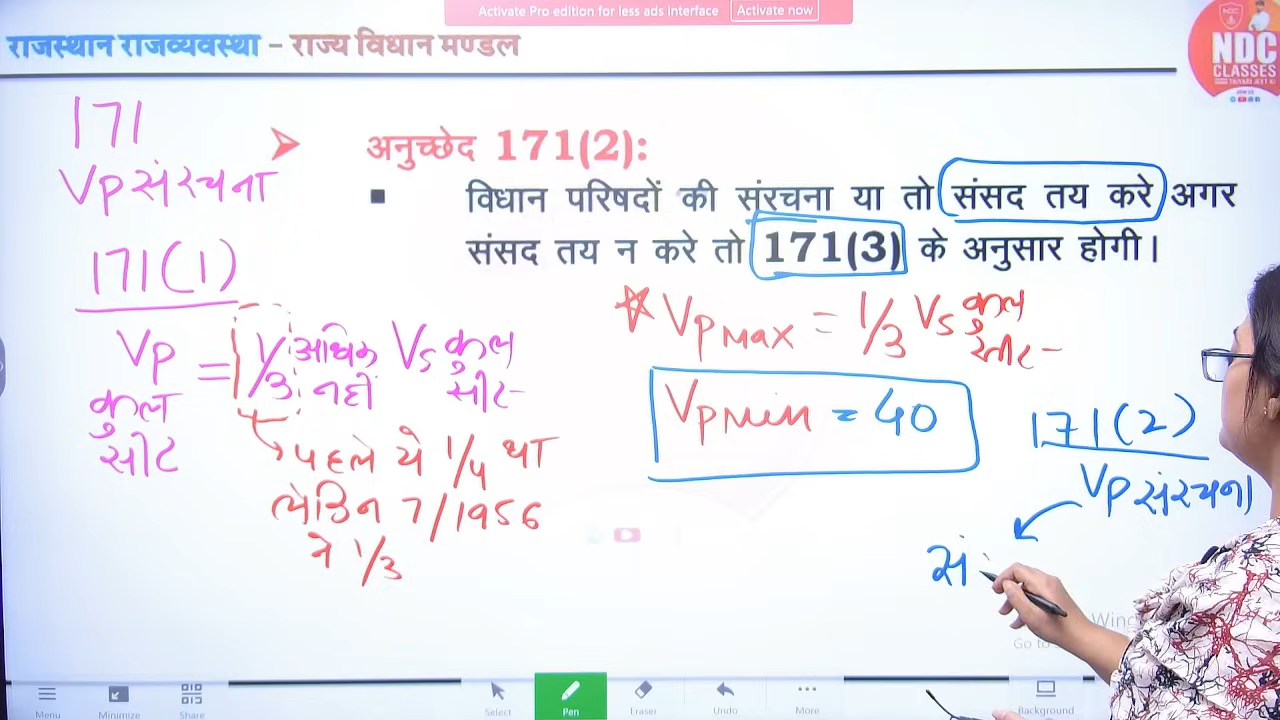 Activate Pro edition for less ads interface Activate now
राजस्थान राजव्यवस्था – राज्य विधान मण्डल
NDC
CLASSES
171
Vp संरचना
अनुच्छेद 171(2):
विधान परिषदों की संरचना या तो संसद तय करे अगर
संसद तय न करे तो 171(3) के अनुसार होगी।
171(1)
Vp कुल सीट = 1/3 अधिक नहीं Vs कुल सीट
पहले ये 1/4 था
लेकिन 7/1956
ने 1/3
Vp Max = 1/3 Vs कुल सीट
Vp Min = 40
171(2)
Vp संरचना
सं
Menu
Minimize
Share
Select
Pen
Eraser
Undo
More
Background